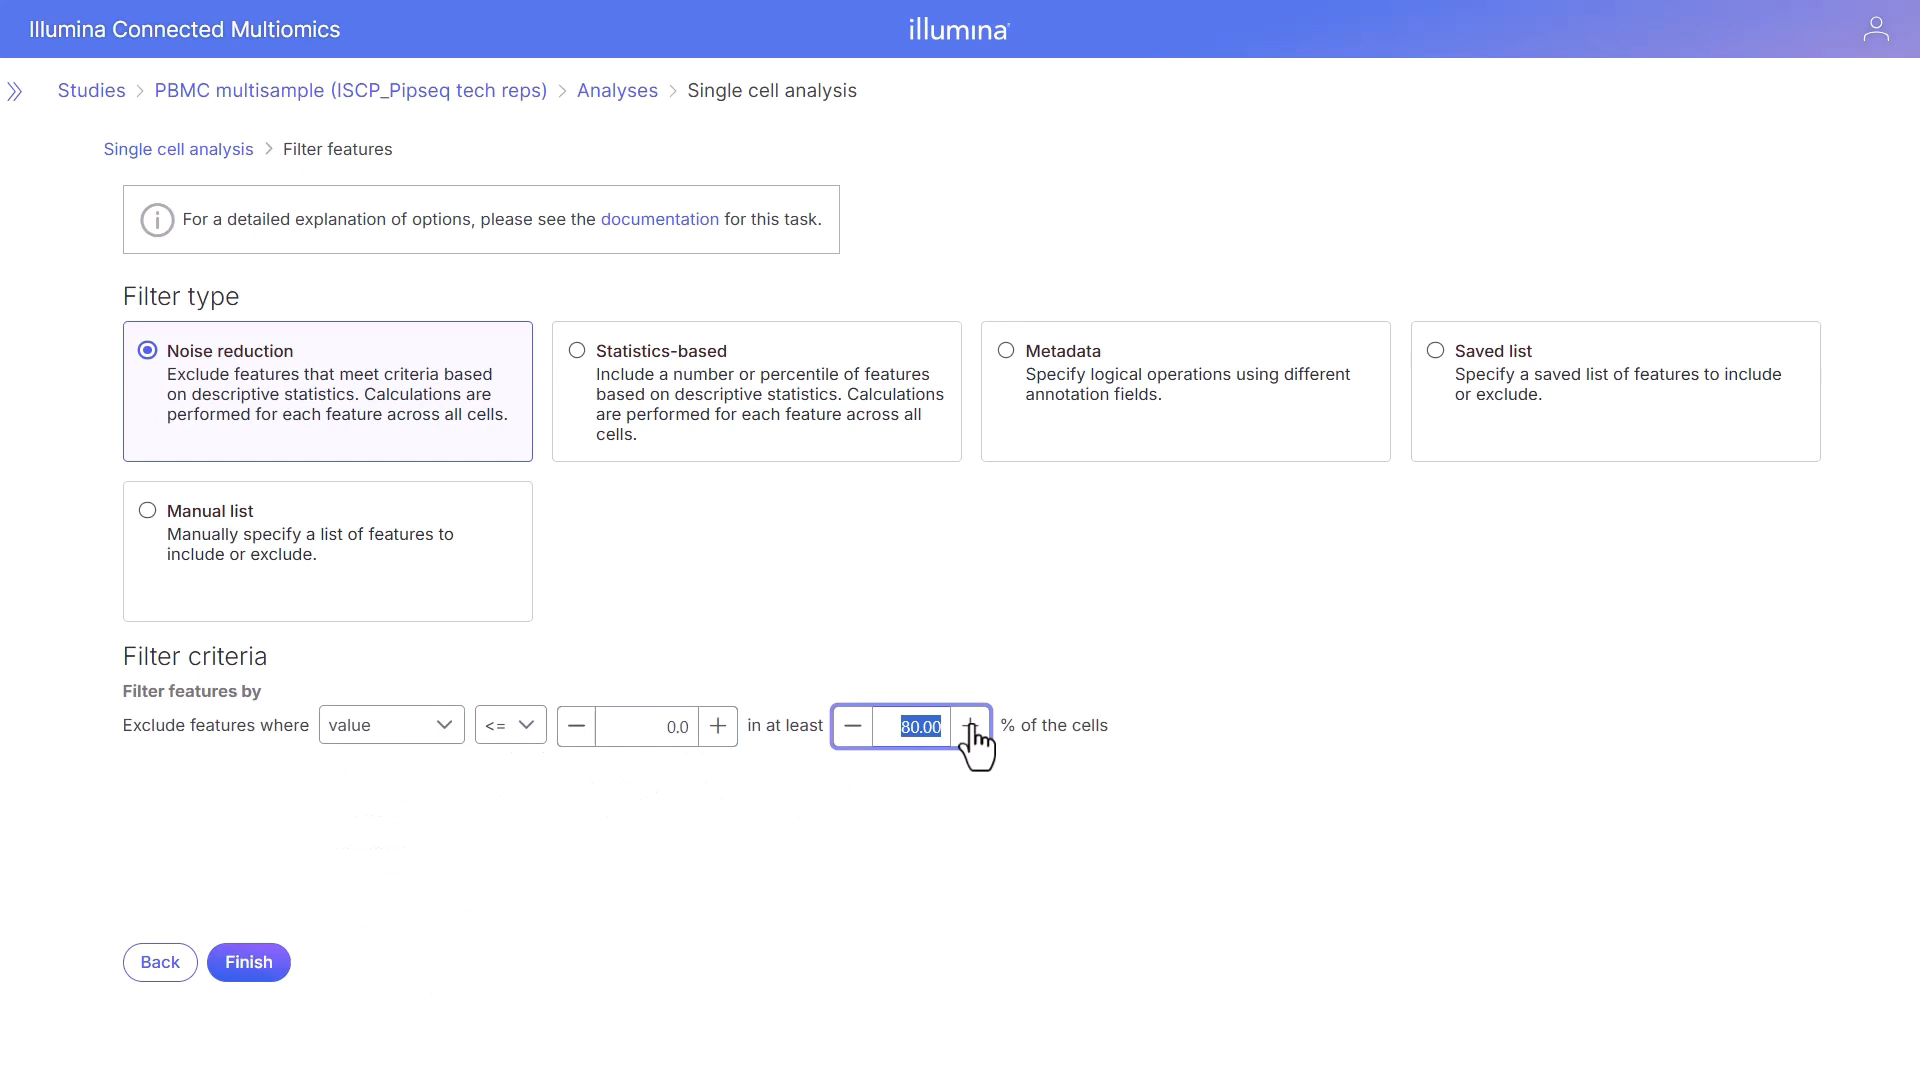 Illumina Connected Multiomics
illumina
Studies > PBMC multisample (ISCP_Pipseq tech reps) > Analyses > Single cell analysis
Single cell analysis > Filter features
For a detailed explanation of options, please see the documentation for this task.
Filter type
Noise reduction
Exclude features that meet criteria based
on descriptive statistics. Calculations are
performed for each feature across all cells.
Statistics-based
Include a number or percentile of features
based on descriptive statistics. Calculations
are performed for each feature across all
cells.
Metadata
Specify logical operations using different
annotation fields.
Saved list
Specify a saved list of features to include
or exclude.
Manual list
Manually specify a list of features to
include or exclude.
Filter criteria
Filter features by
Exclude features where value <= − 0.0 + in at least − 80.00 + % of the cells
Back Finish